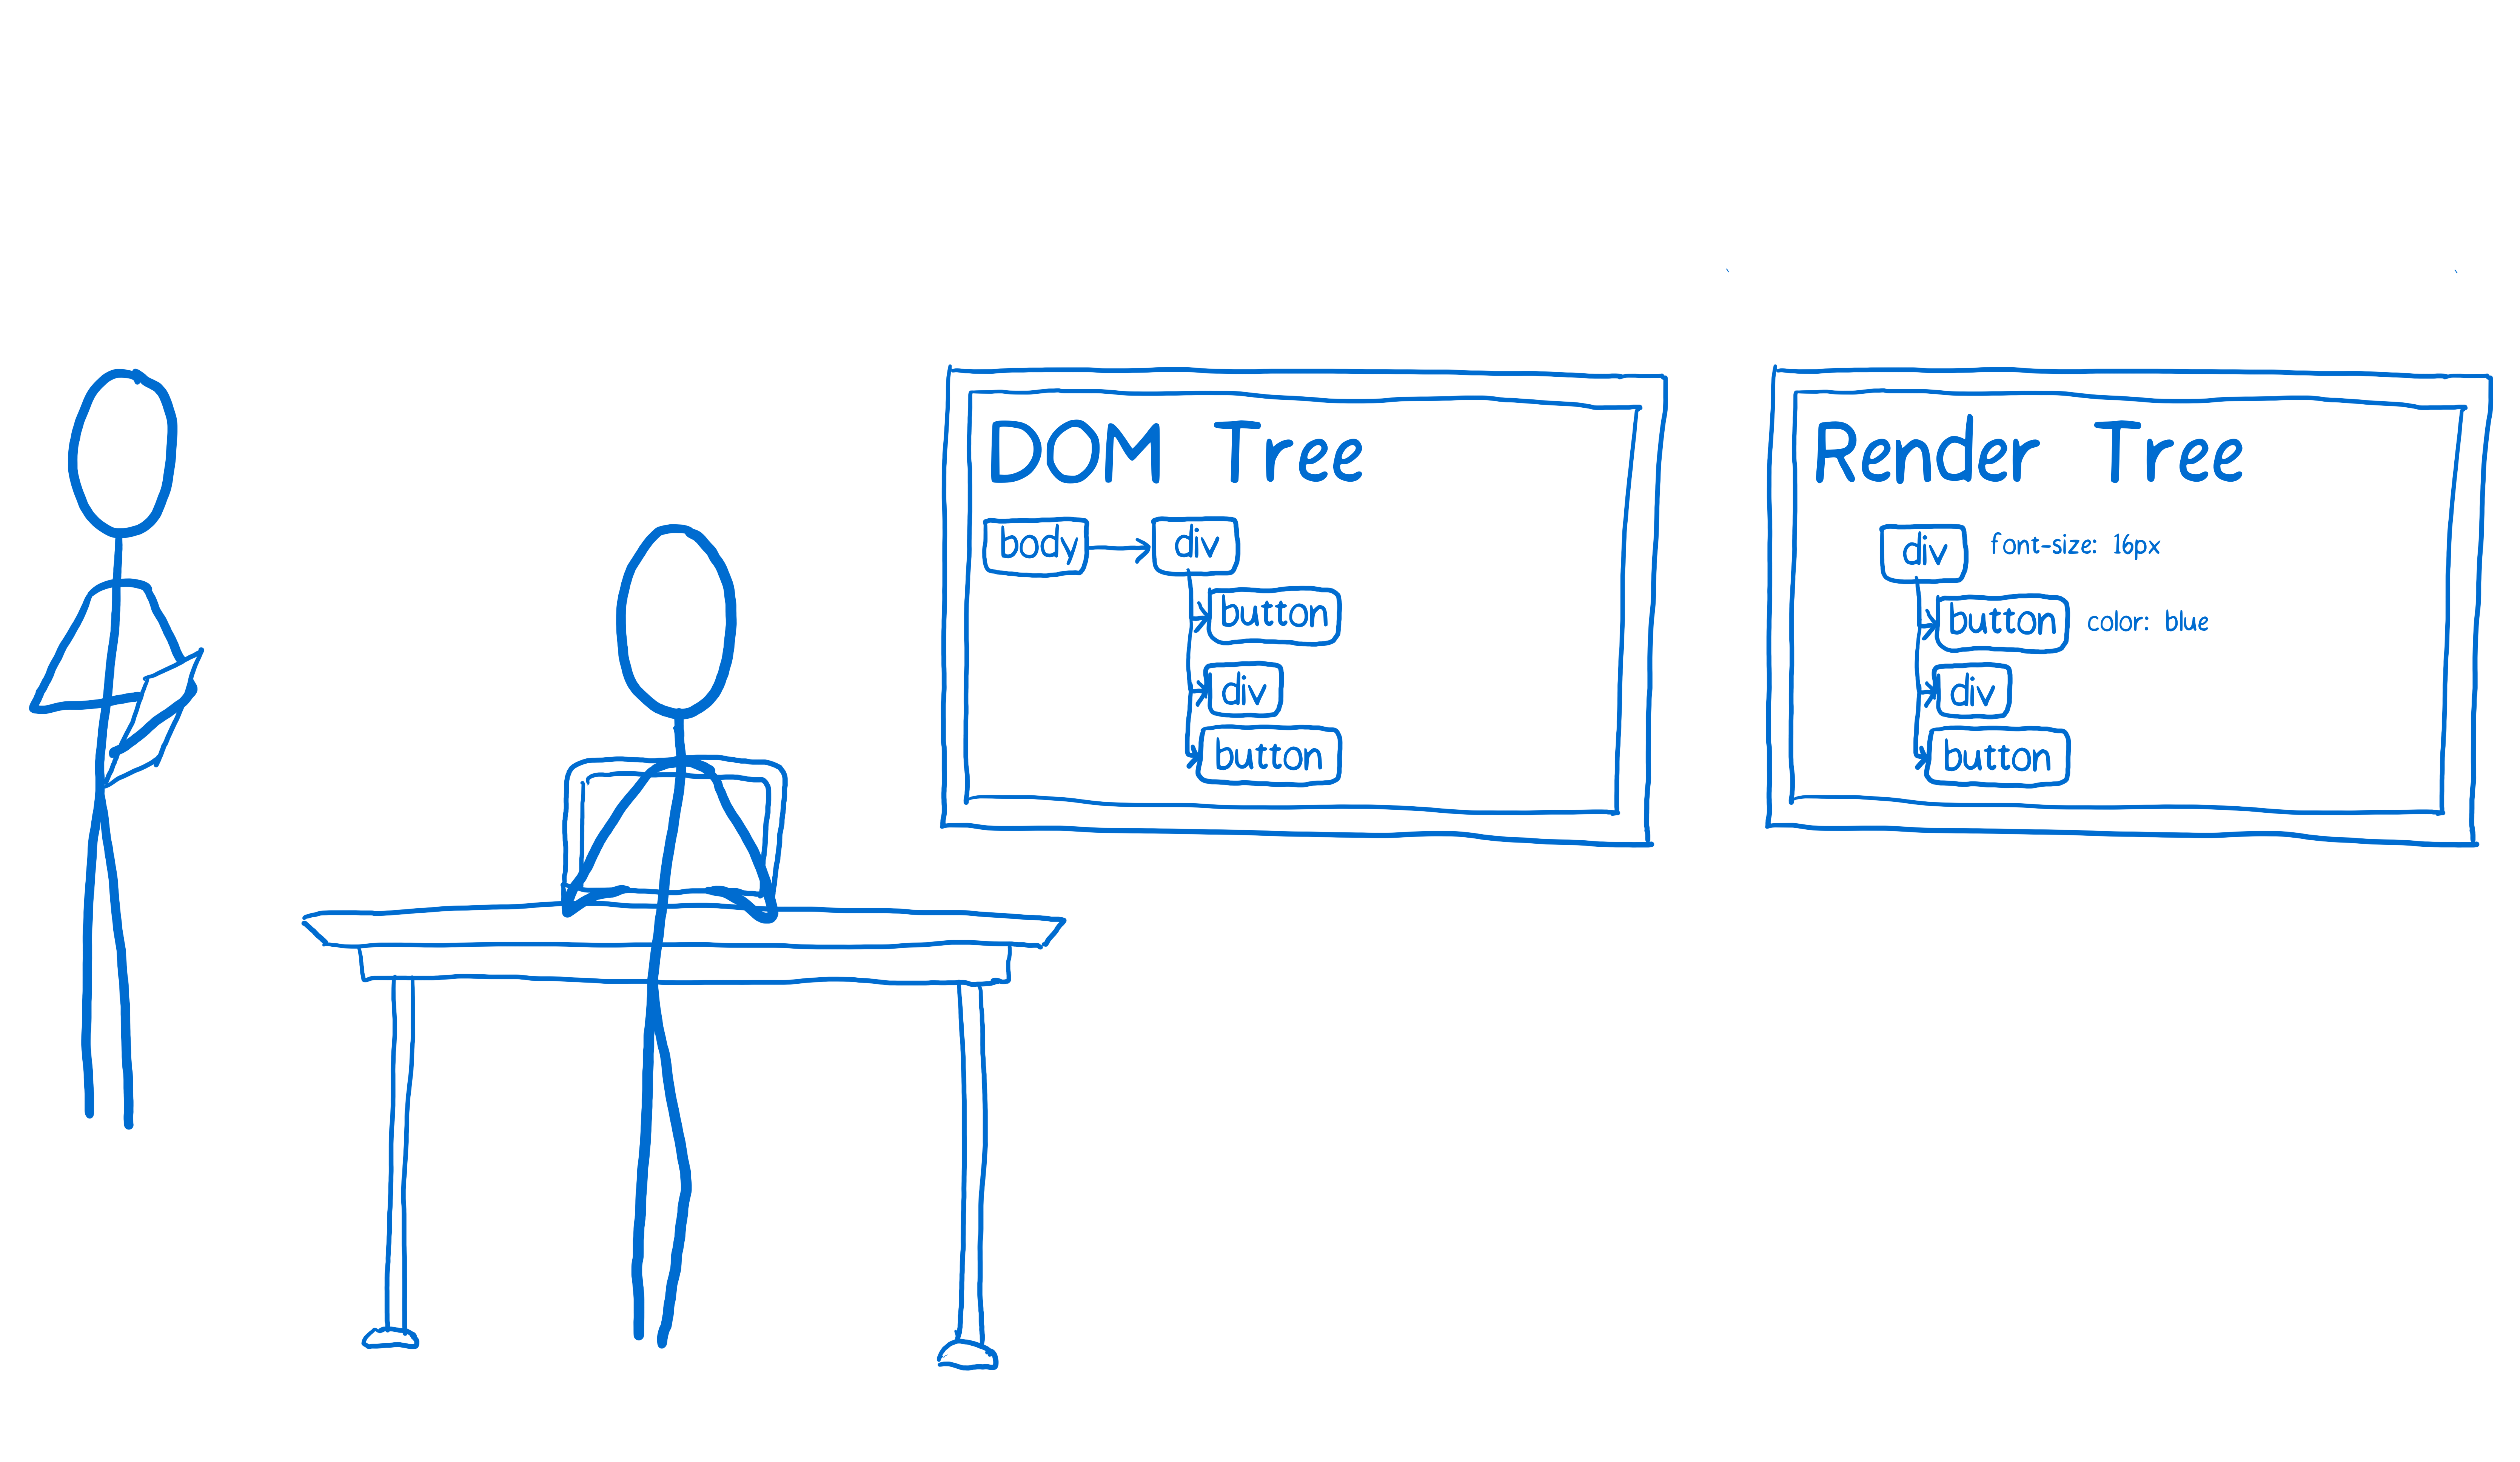 DOM Tree
body
div
button
div
button
Render Tree
div font-size: 16px
button color: blue
div
button